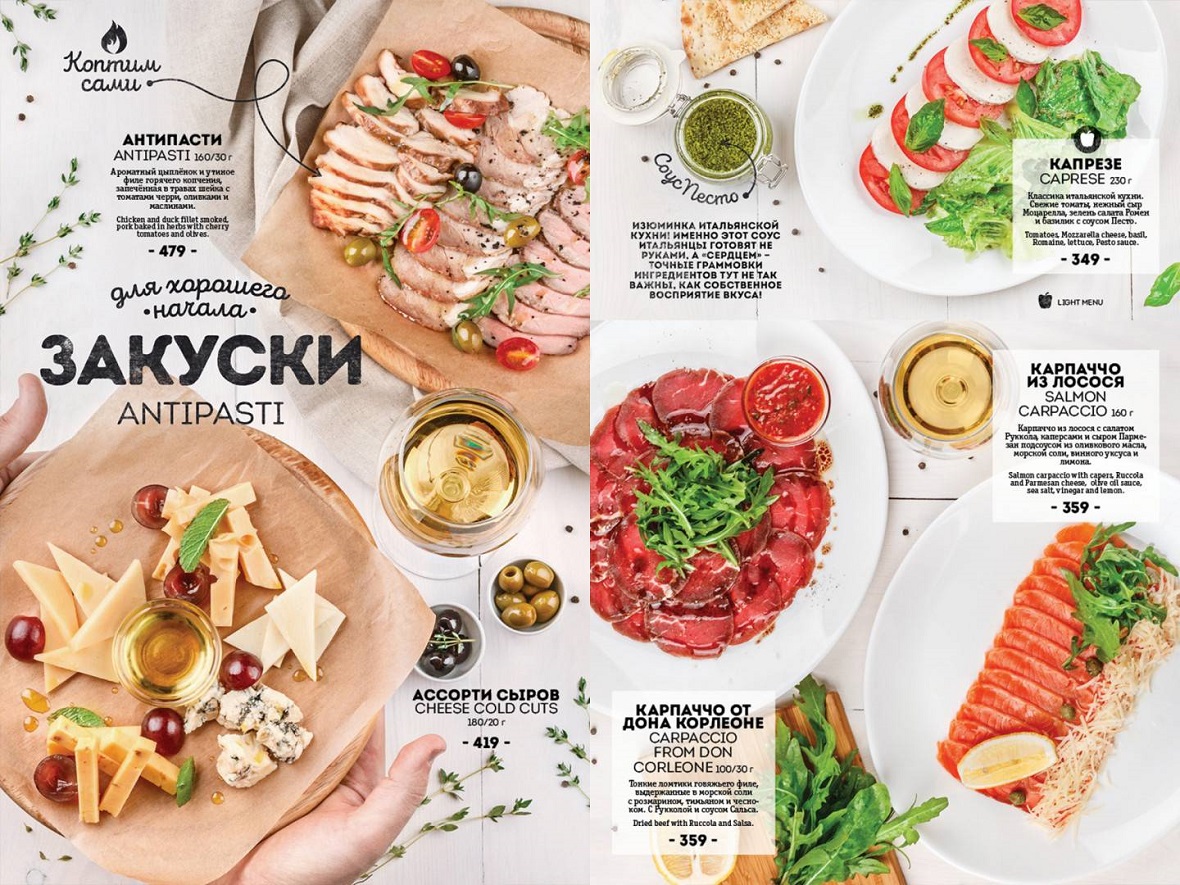 Коптим
сами
АНТИПАСТИ
ANTIPASTI 160/30 г
Ароматный цыплёнок и утиное
филе горячего копчения,
запечённая в травах шейка с
томатами черри, оливками и
маслинами.
Chicken and duck fillet smoked,
pork baked in herbs with cherry
tomatoes and olives.
- 479 -
для хорошего
•начала•
ЗАКУСКИ
ANTIPASTI
АССОРТИ СЫРОВ
CHEESE COLD CUTS
180/20 г
- 419 -
Соус Песто
ИЗЮМИНКА ИТАЛЬЯНСКОЙ
КУХНИ! ИМЕННО ЭТОТ СОУС
ИТАЛЬЯНЦЫ ГОТОВЯТ НЕ
РУКАМИ, А «СЕРДЦЕМ» –
ТОЧНЫЕ ГРАММОВКИ
ИНГРЕДИЕНТОВ ТУТ НЕ ТАК
ВАЖНЫ, КАК СОБСТВЕННОЕ
ВОСПРИЯТИЕ ВКУСА!
КАПРЕЗЕ
CAPRESE 230 г
Классика итальянской кухни.
Свежие томаты, нежный сыр
Моцарелла, зелень салата Ромен
и базилик с соусом Песто.
Tomatoes, Mozzarella cheese, basil,
Romaine, lettuce, Pesto sauce.
- 349 -
LIGHT MENU
КАРПАЧЧО
ИЗ ЛОСОСЯ
SALMON
CARPACCIO 160 г
Карпаччо из лосося с салатом
Руккола, каперсами и сыром Парме-
зан подсоусом из оливкового масла,
морской соли, винного уксуса и
лимона.
Salmon carpaccio with capers, Ruccola
and Parmesan cheese, olive oil sauce,
sea salt, vinegar and lemon.
- 359 -
КАРПАЧЧО ОТ
ДОНА КОРЛЕОНЕ
CARPACCIO
FROM DON
CORLEONE 100/30 г
Тонкие ломтики говяжьего филе,
выдержанные в морской соли
с розмарином, тимьяном и чесно-
ком. С Рукколой и соусом Сальса.
Dried beef with Ruccola and Salsa.
- 359 -